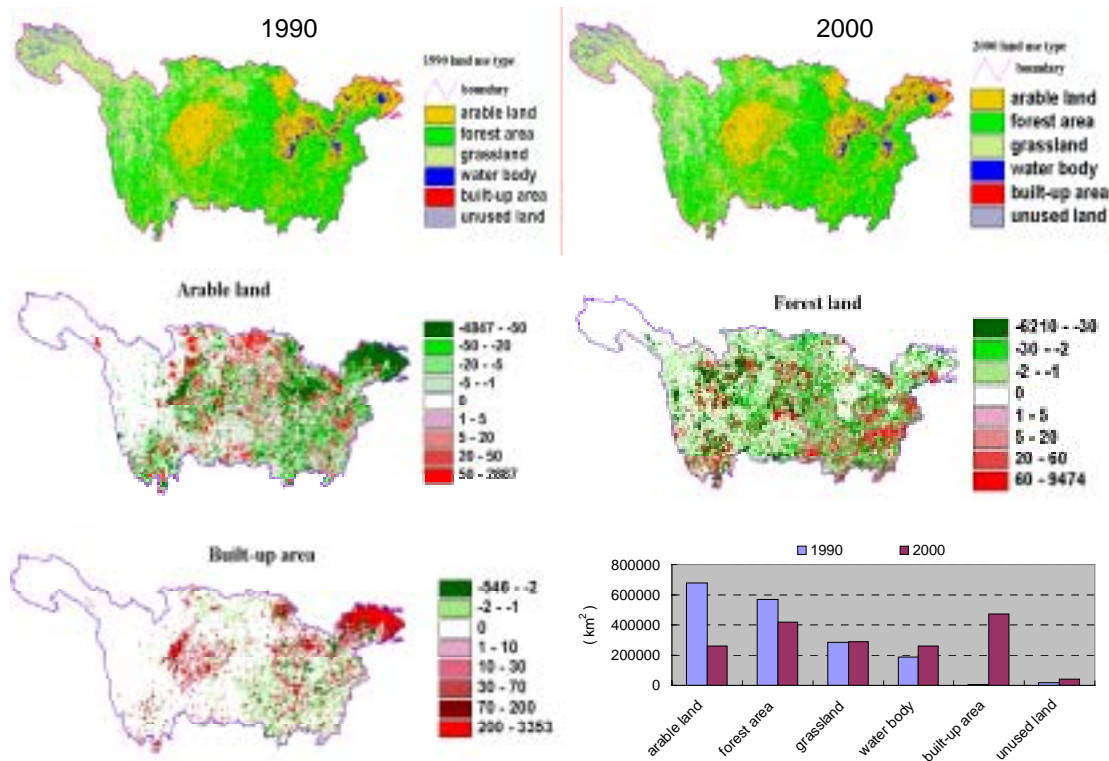 1990
1990 land use type
boundary
arable land
forest area
grassland
water body
built-up area
unused land
2000
2000 land use type
boundary
arable land
forest area
grassland
water body
built-up area
unused land
Arable land
-4847 - -50
-50 - -20
-20 - -5
-5 - -1
0
1 - 5
5 - 20
20 - 50
50 - 2687
Forest land
-6210 - -30
-30 - -2
-2 - -1
0
1 - 5
5 - 20
20 - 60
60 - 9474
Built-up area
-546 - -2
-2 - -1
0
1 - 10
10 - 30
30 - 70
70 - 200
200 - 3353
1990 2000
( km²)
800000
600000
400000
200000
0
arable land
forest area
grassland
water body
built-up area
unused land